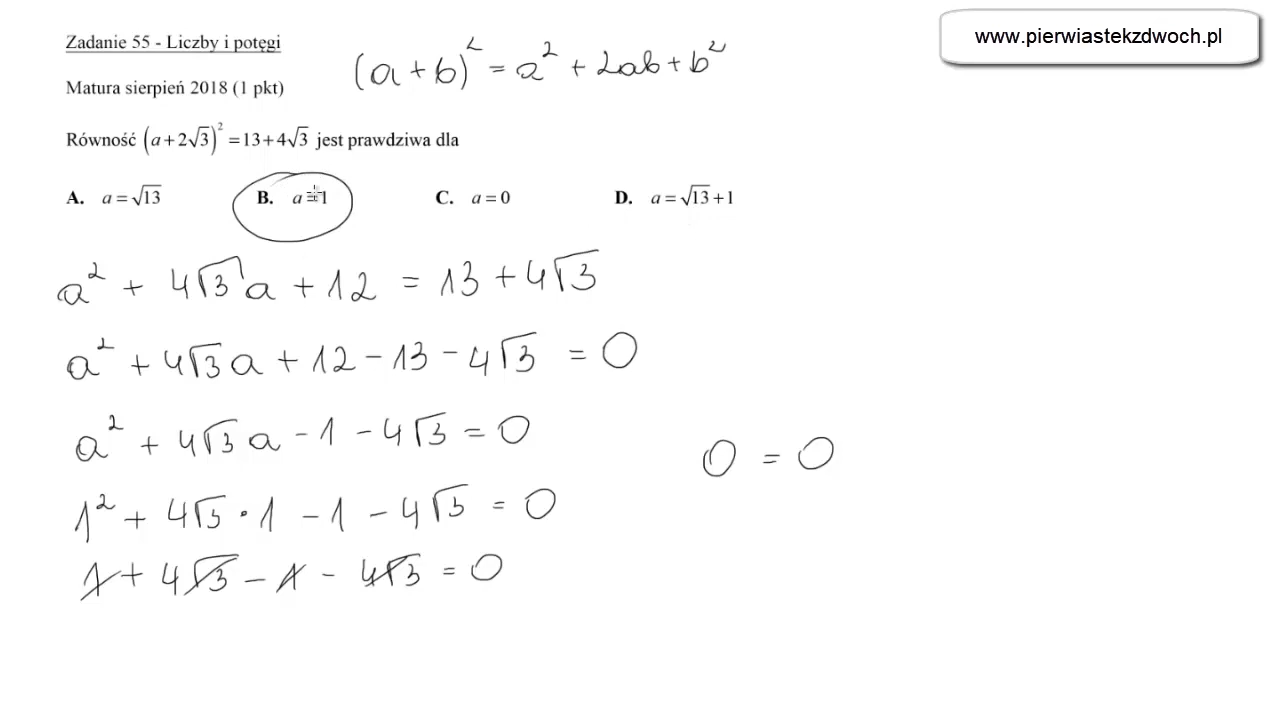 www.pierwiastekzdwoch.pl
Zadanie 55 - Liczby i potęgi
(a+b)² = a² + 2ab + b²
Matura sierpień 2018 (1 pkt)
Równość (a+2√3)² = 13+4√3 jest prawdziwa dla
A. a = √13 B. a = 1 C. a = 0 D. a = √13 + 1
a² + 4√3 a + 12 = 13 + 4√3
a² + 4√3 a + 12 - 13 - 4√3 = 0
a² + 4√3 a - 1 - 4√3 = 0
0 = 0
1² + 4√3 • 1 - 1 - 4√3 = 0
1 + 4√3 - 1 - 4√3 = 0